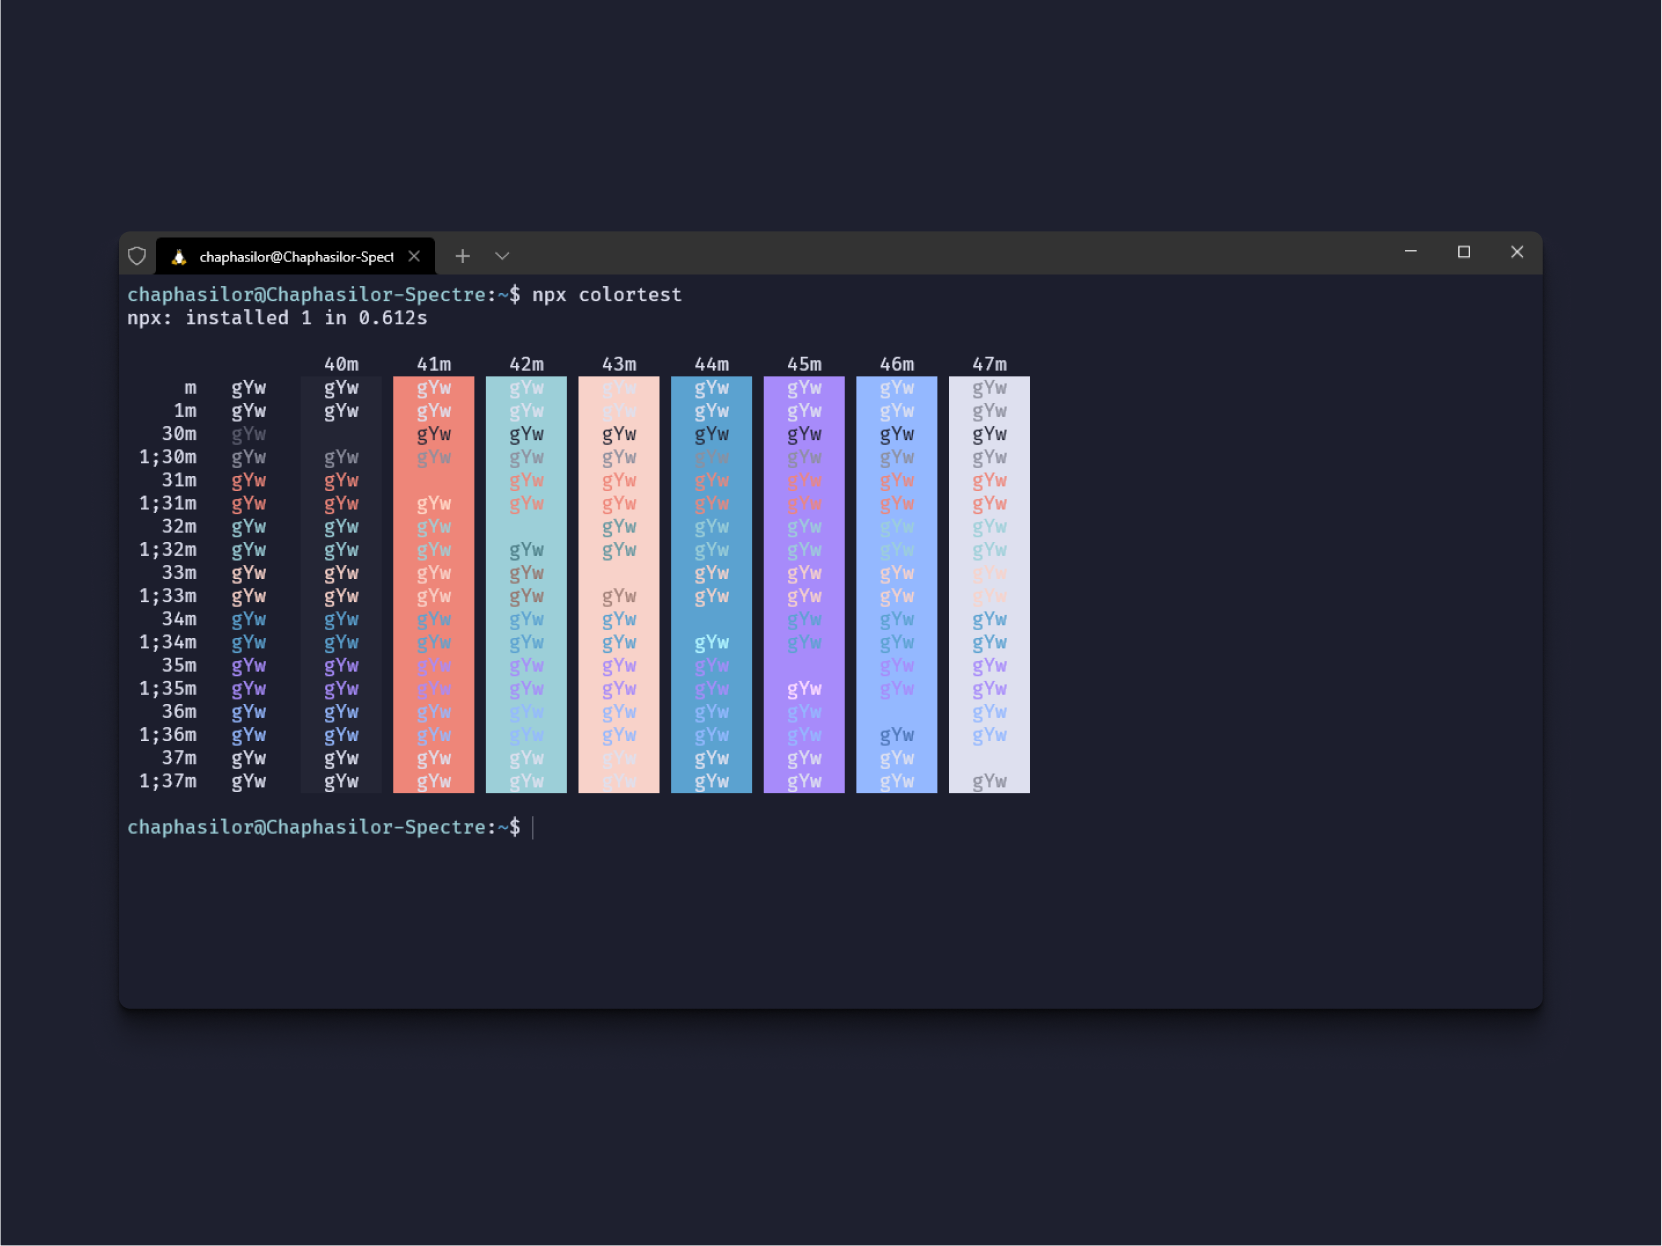 chaphasilor@Chaphasilor-Spect
chaphasilor@Chaphasilor-Spectre:~$ npx colortest
npx: installed 1 in 0.612s
40m 41m 42m 43m 44m 45m 46m 47m
m gYw gYw gYw gYw gYw gYw gYw gYw gYw
1m gYw gYw gYw gYw gYw gYw gYw gYw gYw
30m gYw gYw gYw gYw gYw gYw gYw gYw
1;30m gYw gYw gYw gYw gYw gYw gYw gYw gYw
31m gYw gYw gYw gYw gYw gYw gYw gYw
1;31m gYw gYw gYw gYw gYw gYw gYw gYw gYw
32m gYw gYw gYw gYw gYw gYw gYw gYw
1;32m gYw gYw gYw gYw gYw gYw gYw gYw gYw
33m gYw gYw gYw gYw gYw gYw gYw gYw
1;33m gYw gYw gYw gYw gYw gYw gYw gYw gYw
34m gYw gYw gYw gYw gYw gYw gYw gYw
1;34m gYw gYw gYw gYw gYw gYw gYw gYw gYw
35m gYw gYw gYw gYw gYw gYw gYw gYw
1;35m gYw gYw gYw gYw gYw gYw gYw gYw gYw
36m gYw gYw gYw gYw gYw gYw gYw gYw
1;36m gYw gYw gYw gYw gYw gYw gYw gYw gYw
37m gYw gYw gYw gYw gYw gYw gYw gYw
1;37m gYw gYw gYw gYw gYw gYw gYw gYw gYw
chaphasilor@Chaphasilor-Spectre:~$